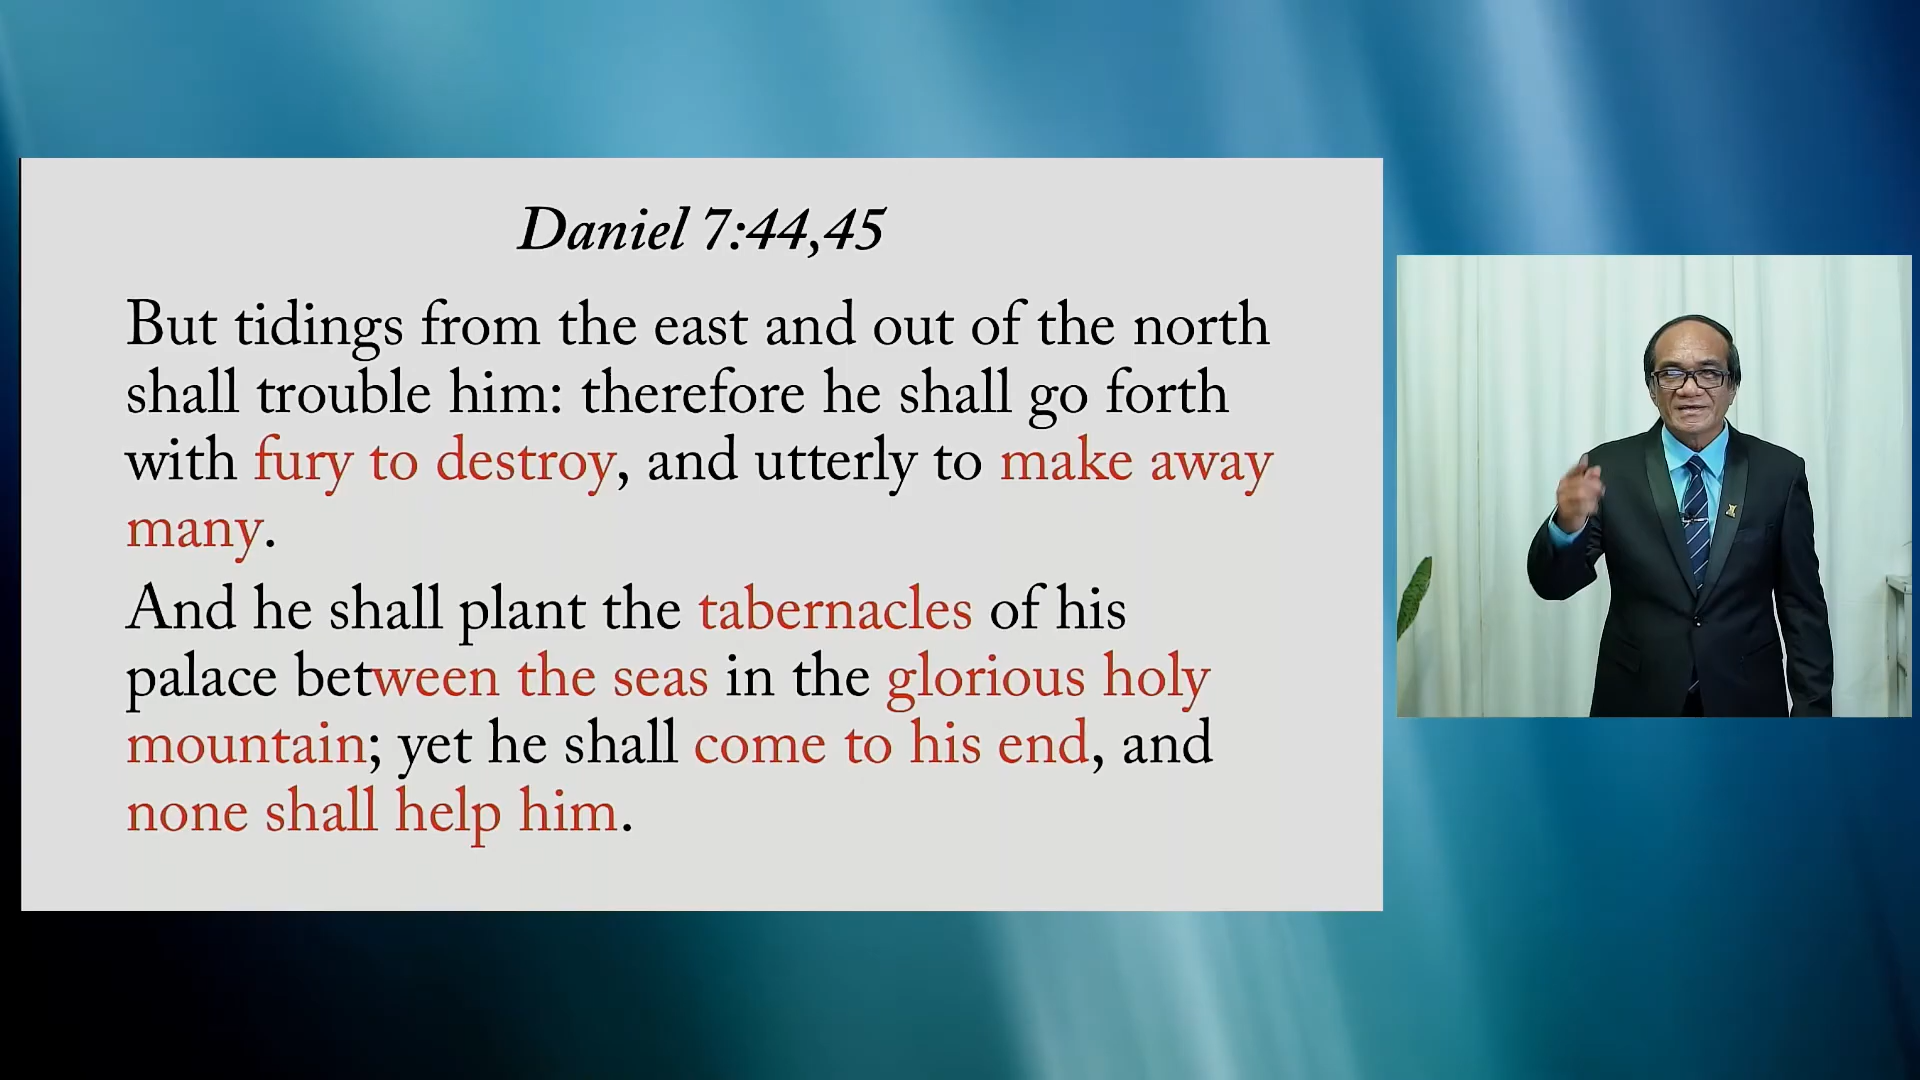 Daniel 7:44,45
But tidings from the east and out of the north
shall trouble him: therefore he shall go forth
with fury to destroy, and utterly to make away
many.
And he shall plant the tabernacles of his
palace between the seas in the glorious holy
mountain; yet he shall come to his end, and
none shall help him.